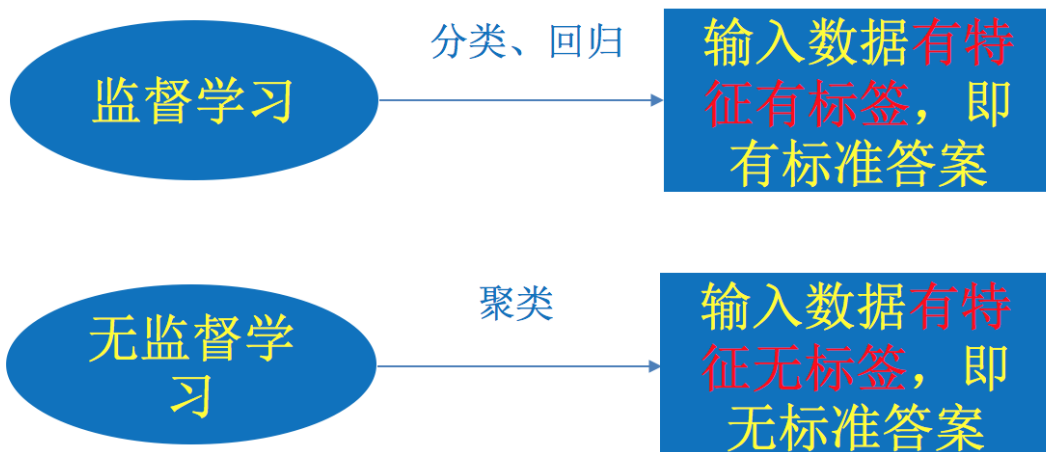 监督学习
分类、回归
输入数据有特
征有标签，即
有标准答案
无监督学
习
聚类
输入数据有特
征无标签，即
无标准答案